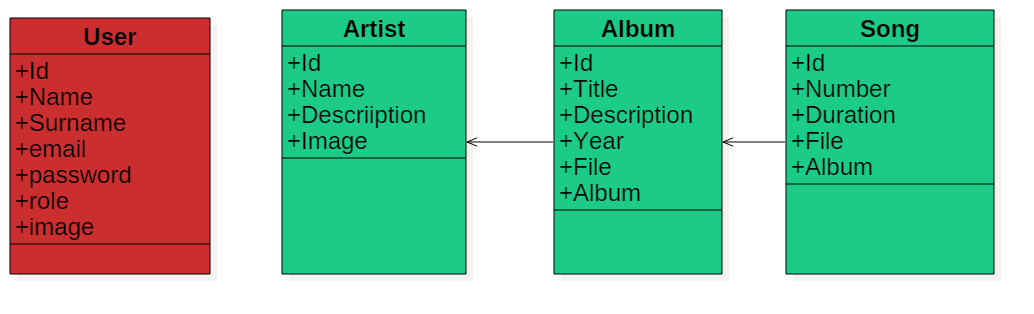 User
+Id
+Name
+Surname
+email
+password
+role
+image
Artist
+Id
+Name
+Descriiption
+Image
Album
+Id
+Title
+Description
+Year
+File
+Album
Song
+Id
+Number
+Duration
+File
+Album